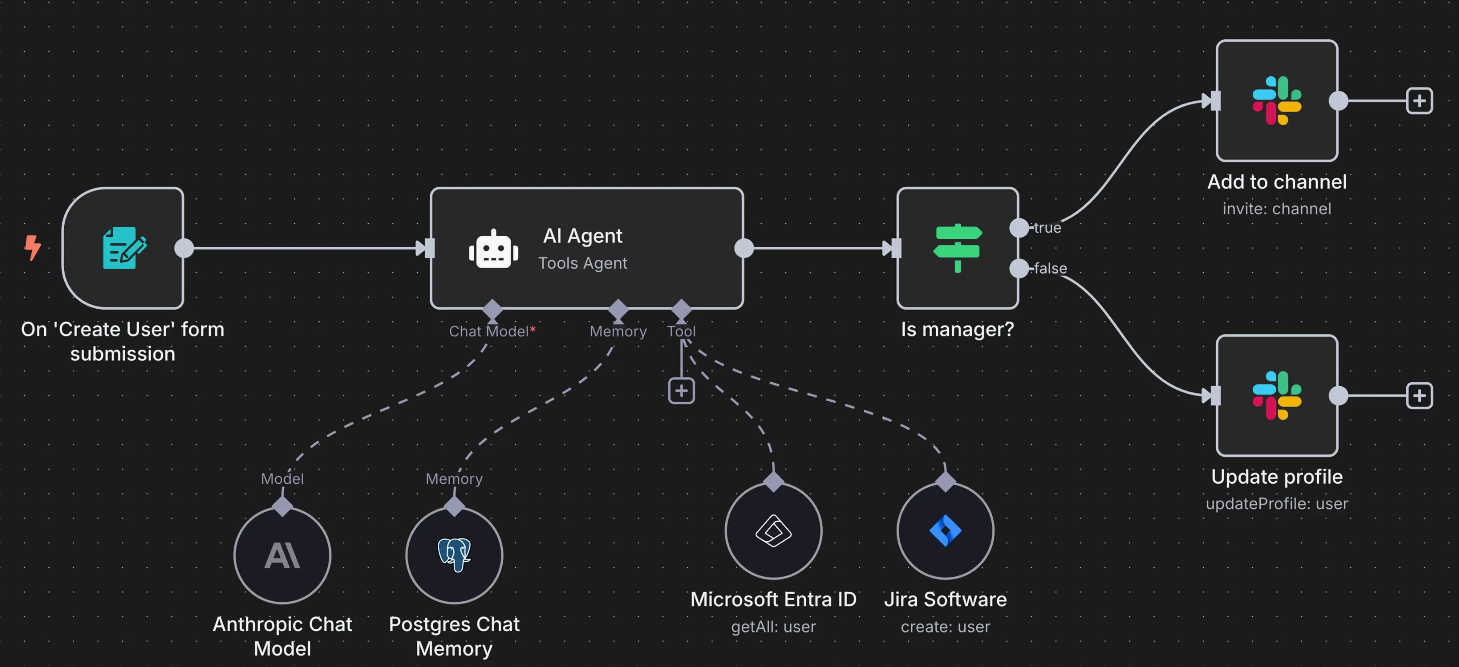 On 'Create User' form
submission
AI Agent
Tools Agent
Chat Model*
Memory
Tool
Is manager?
true
false
Add to channel
invite: channel
Update profile
updateProfile: user
Model
Anthropic Chat
Model
Memory
Postgres Chat
Memory
Microsoft Entra ID
getAll: user
Jira Software
create: user